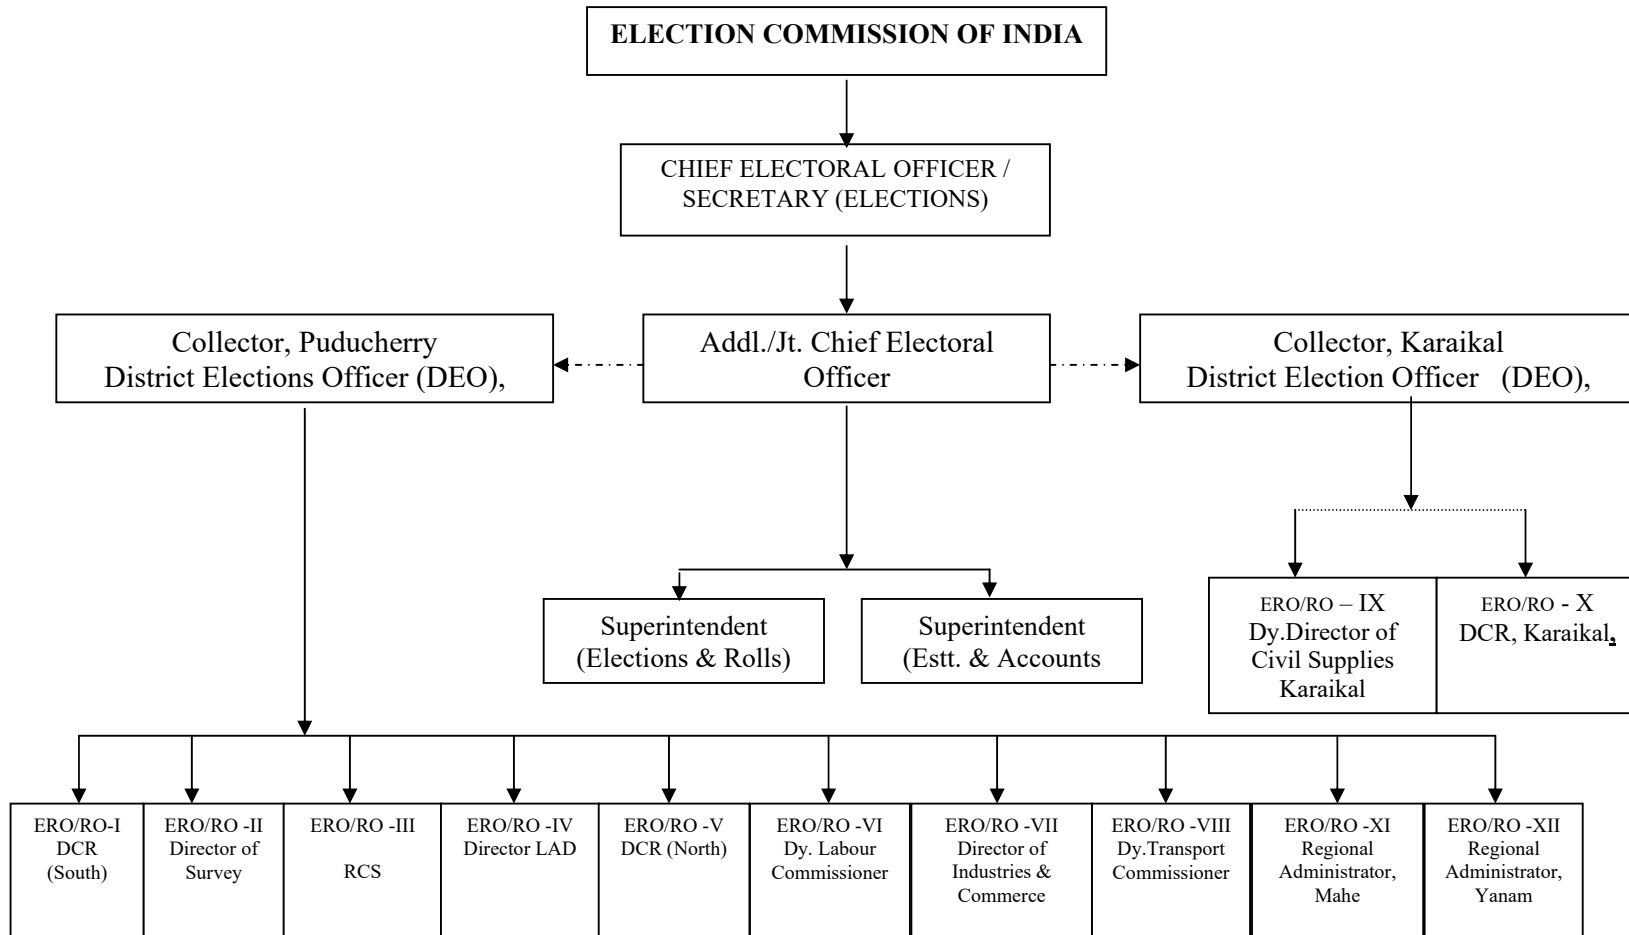 ELECTION COMMISSION OF INDIA
CHIEF ELECTORAL OFFICER /
SECRETARY (ELECTIONS)
Collector, Puducherry
District Elections Officer (DEO),
Addl./Jt. Chief Electoral
Officer
Collector, Karaikal
District Election Officer (DEO),
Superintendent
(Elections & Rolls)
Superintendent
(Estt. & Accounts
ERO/RO – IX
Dy.Director of
Civil Supplies
Karaikal
ERO/RO - X
DCR, Karaikal,
ERO/RO-I
DCR
(South)
ERO/RO -II
Director of
Survey
ERO/RO -III
RCS
ERO/RO -IV
Director LAD
ERO/RO -V
DCR (North)
ERO/RO -VI
Dy. Labour
Commissioner
ERO/RO -VII
Director of
Industries &
Commerce
ERO/RO -VIII
Dy.Transport
Commissioner
ERO/RO -XI
Regional
Administrator,
Mahe
ERO/RO -XII
Regional
Administrator,
Yanam